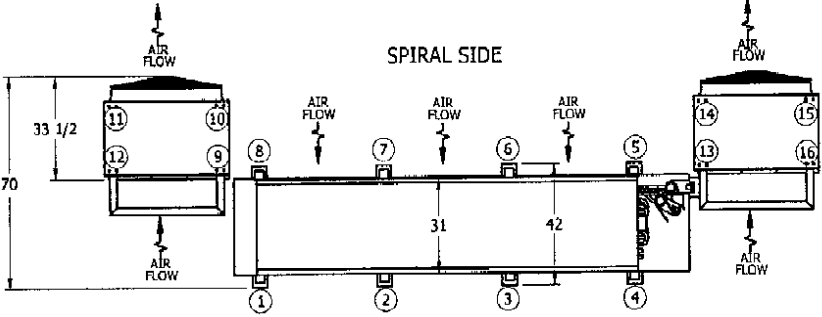 AIR
FLOW
AIR
FLOW
SPIRAL SIDE
AIR
FLOW
AIR
FLOW
AIR
FLOW
11
10
14
15
33 1/2
12
9
13
16
8
7
6
5
70
31
42
AIR
FLOW
AIR
FLOW
1
2
3
4